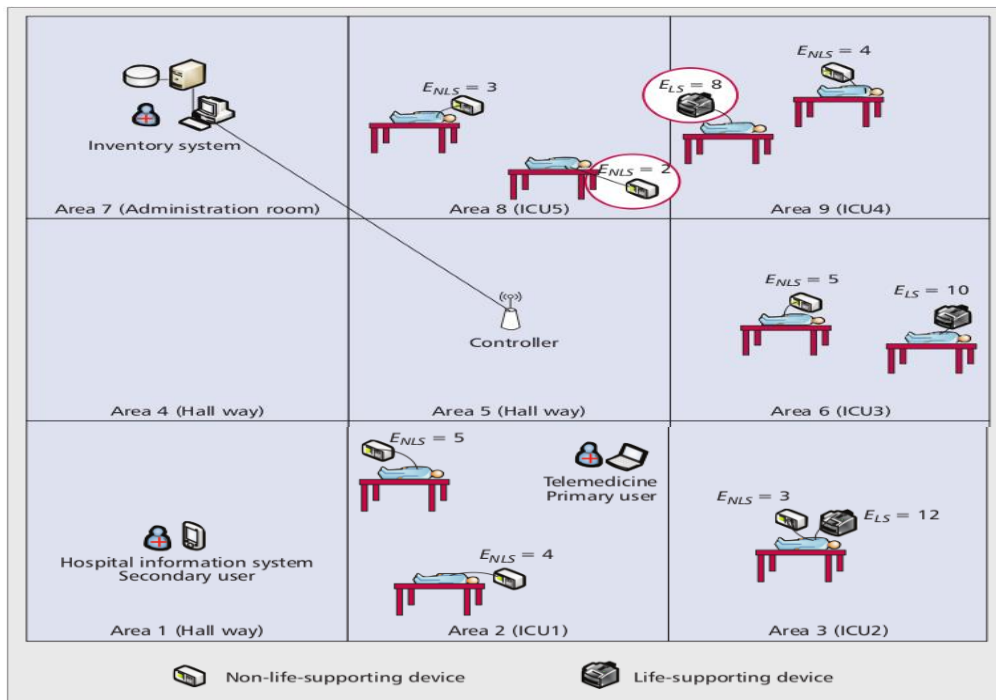 E_NLS = 3
E_LS = 8
E_NLS = 4
Inventory system
E_NLS = 2
Area 7 (Administration room)
Area 8 (ICU5)
Area 9 (ICU4)
Controller
E_NLS = 5
E_LS = 10
Area 4 (Hall way)
Area 5 (Hall way)
Area 6 (ICU3)
Hospital information system
Secondary user
E_NLS = 5
Telemedicine
Primary user
E_NLS = 4
E_NLS = 3
E_LS = 12
Area 1 (Hall way)
Area 2 (ICU1)
Area 3 (ICU2)
Non-life-supporting device
Life-supporting device